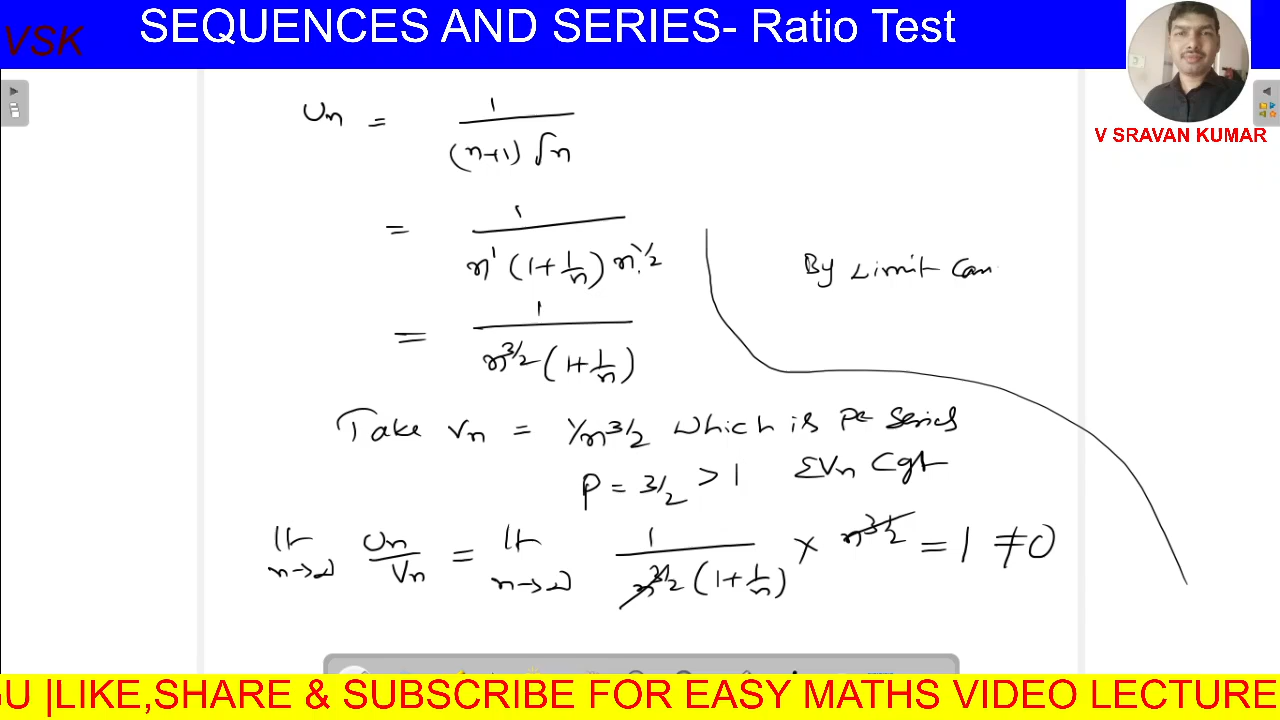 VSK
SEQUENCES AND SERIES- Ratio Test
V SRAVAN KUMAR
Un = 1/((n+1)√n)
= 1/(n^1 (1+1/n) n^1/2)
= 1/(n^3/2 (1+1/n))
By Limit Com
Take Vn = 1/n^3/2 which is series
P = 3/2 > 1 ΣVn Cgt
lt n→∞ Un/Vn = lt n→∞ 1/(n^3/2 (1+1/n)) × n^3/2 = 1 ≠0
GU |LIKE,SHARE & SUBSCRIBE FOR EASY MATHS VIDEO LECTURE